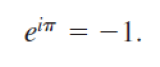 e^{iπ} = −1.